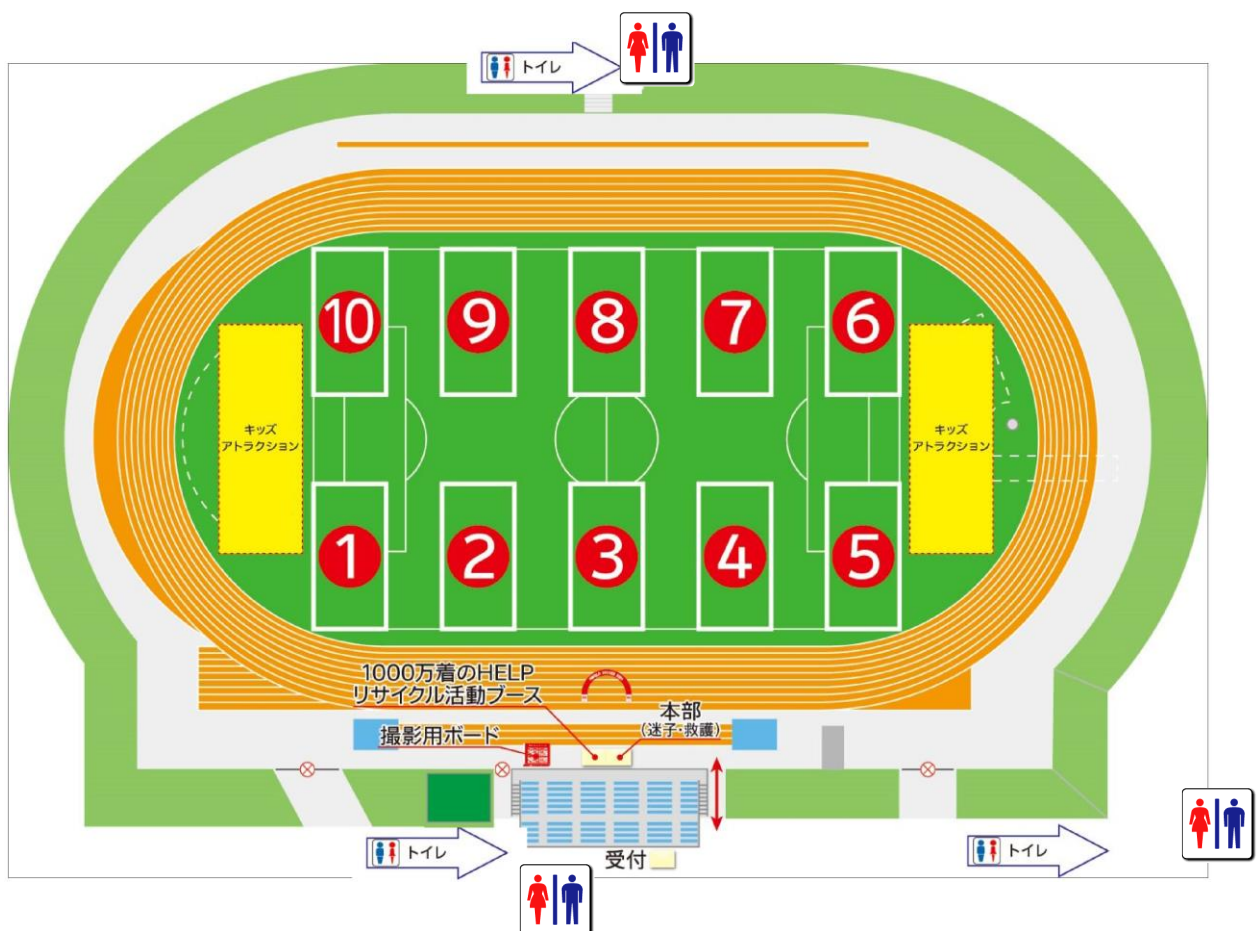 トイレ
10
9
8
7
6
キッズ
アトラクション
キッズ
アトラクション
1
2
3
4
5
1000万着のHELP
リサイクル活動ブース
本部
(迷子・救護)
撮影用ボード
トイレ
受付
トイレ